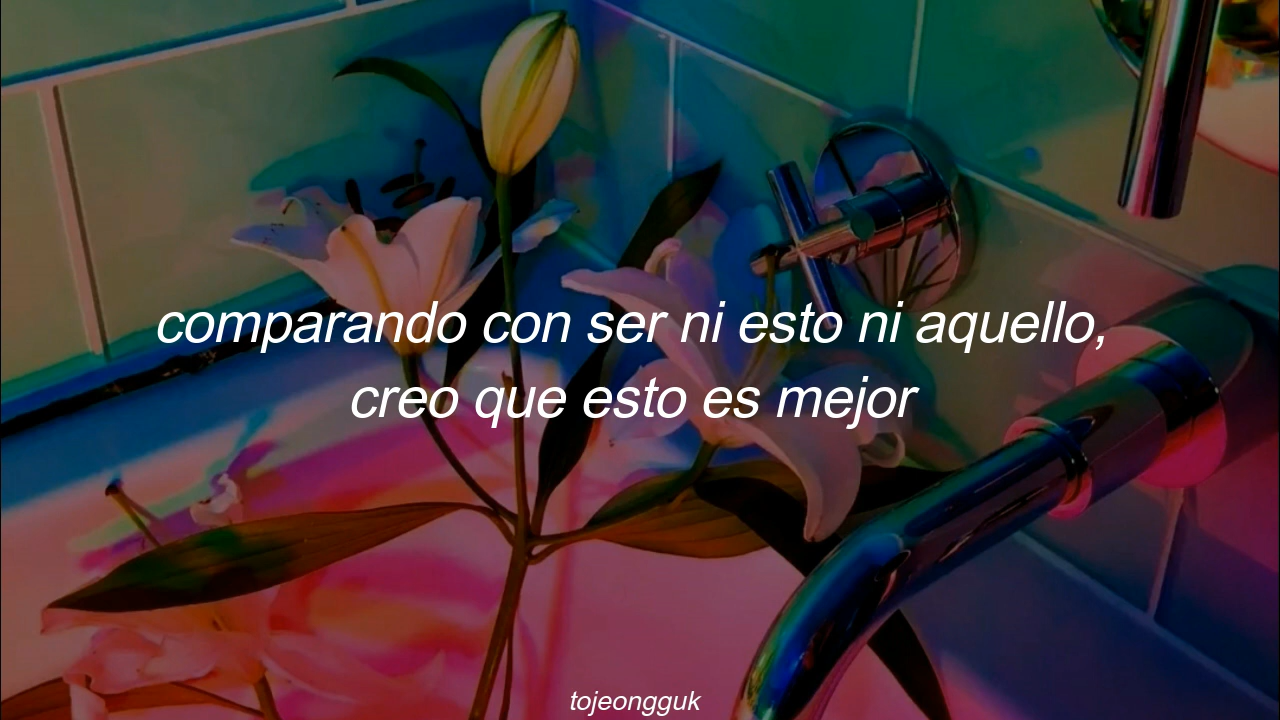 comparando con ser ni esto ni aquello,
creo que esto es mejor
tojeongguk